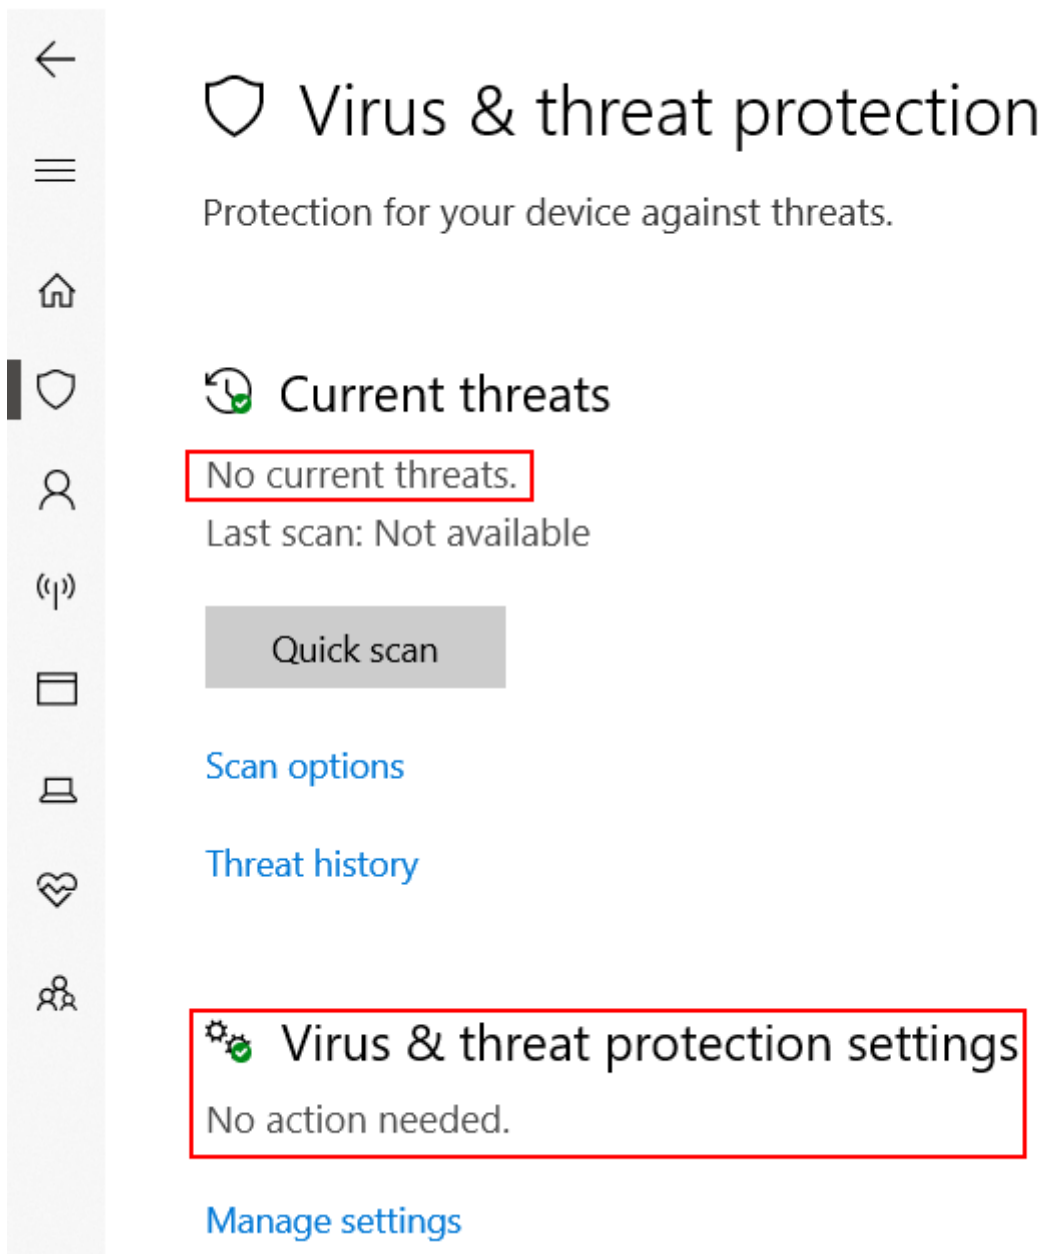 Virus & threat protection
Protection for your device against threats.
Current threats
No current threats.
Last scan: Not available
Quick scan
Scan options
Threat history
Virus & threat protection settings
No action needed.
Manage settings